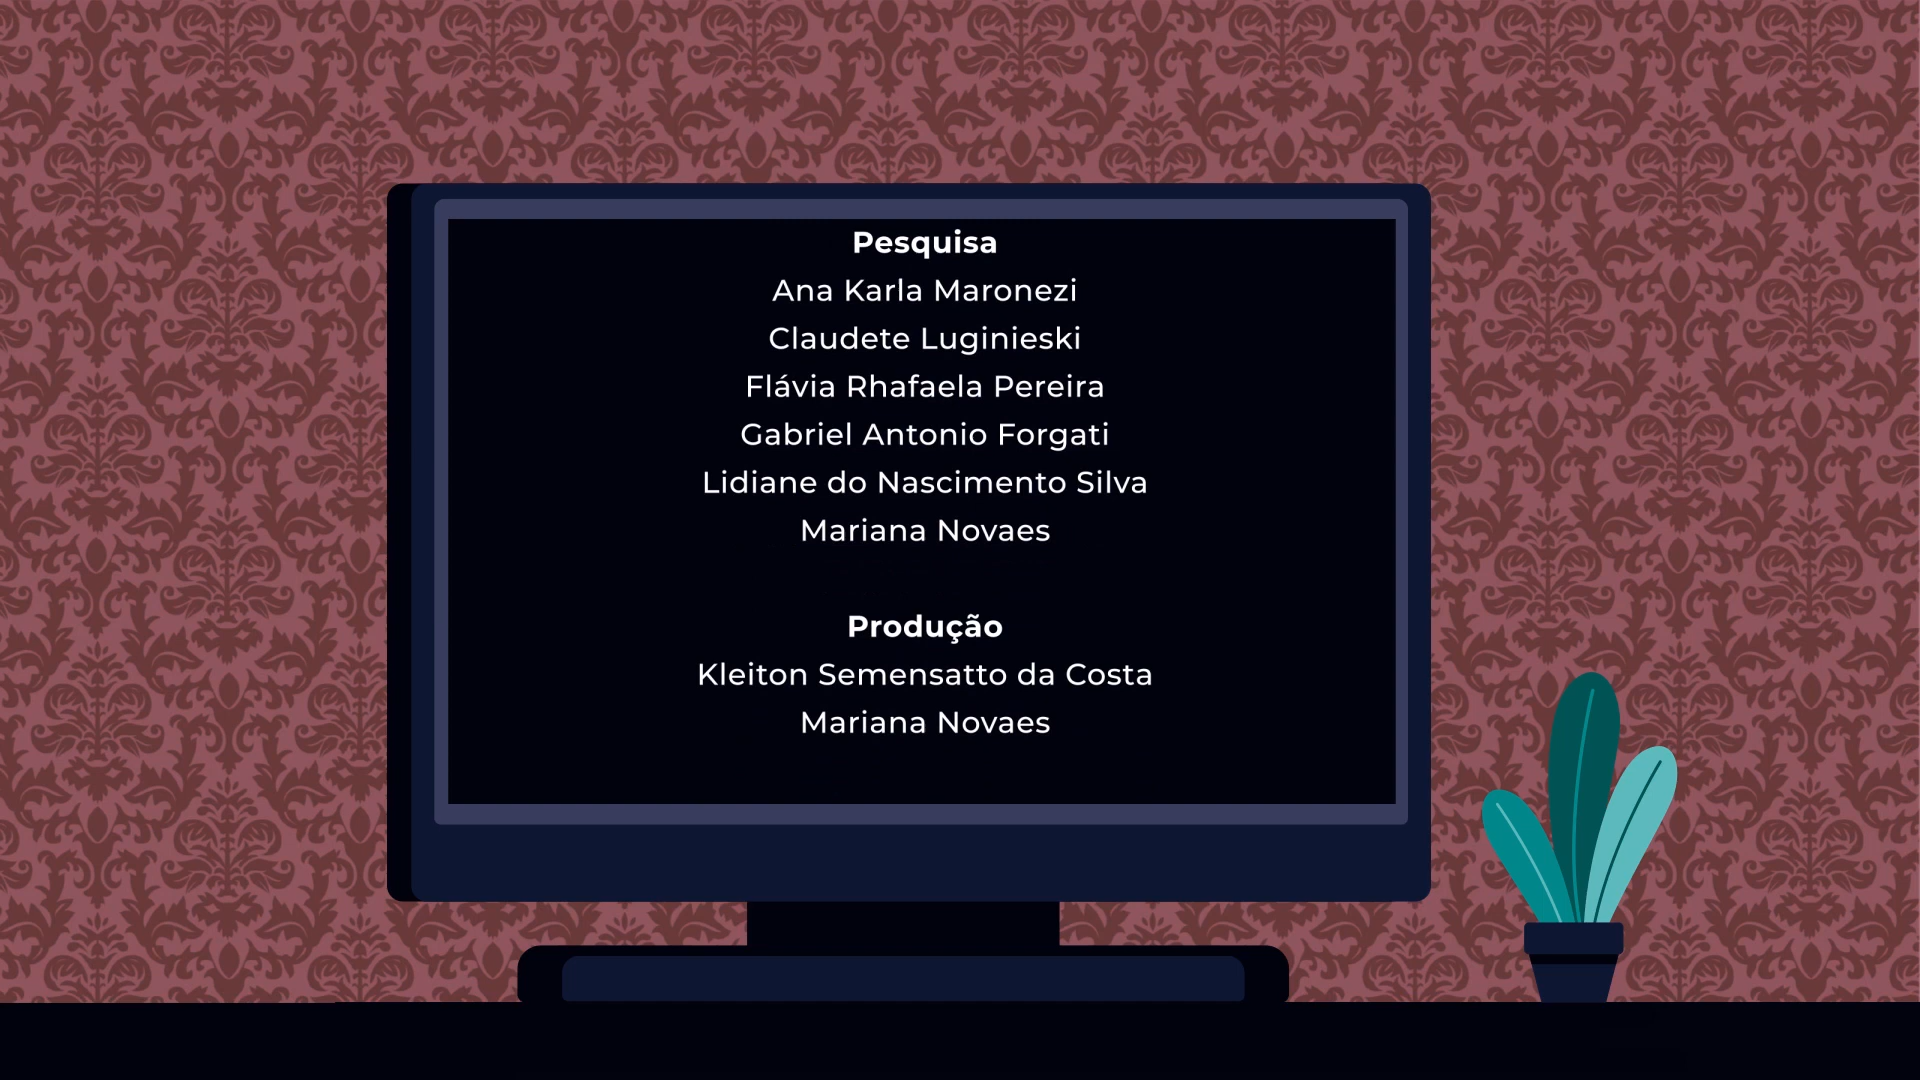 Pesquisa
Ana Karla Maronezi
Claudete Luginieski
Flávia Rhafaela Pereira
Gabriel Antonio Forgati
Lidiane do Nascimento Silva
Mariana Novaes
Produção
Kleiton Semensatto da Costa
Mariana Novaes